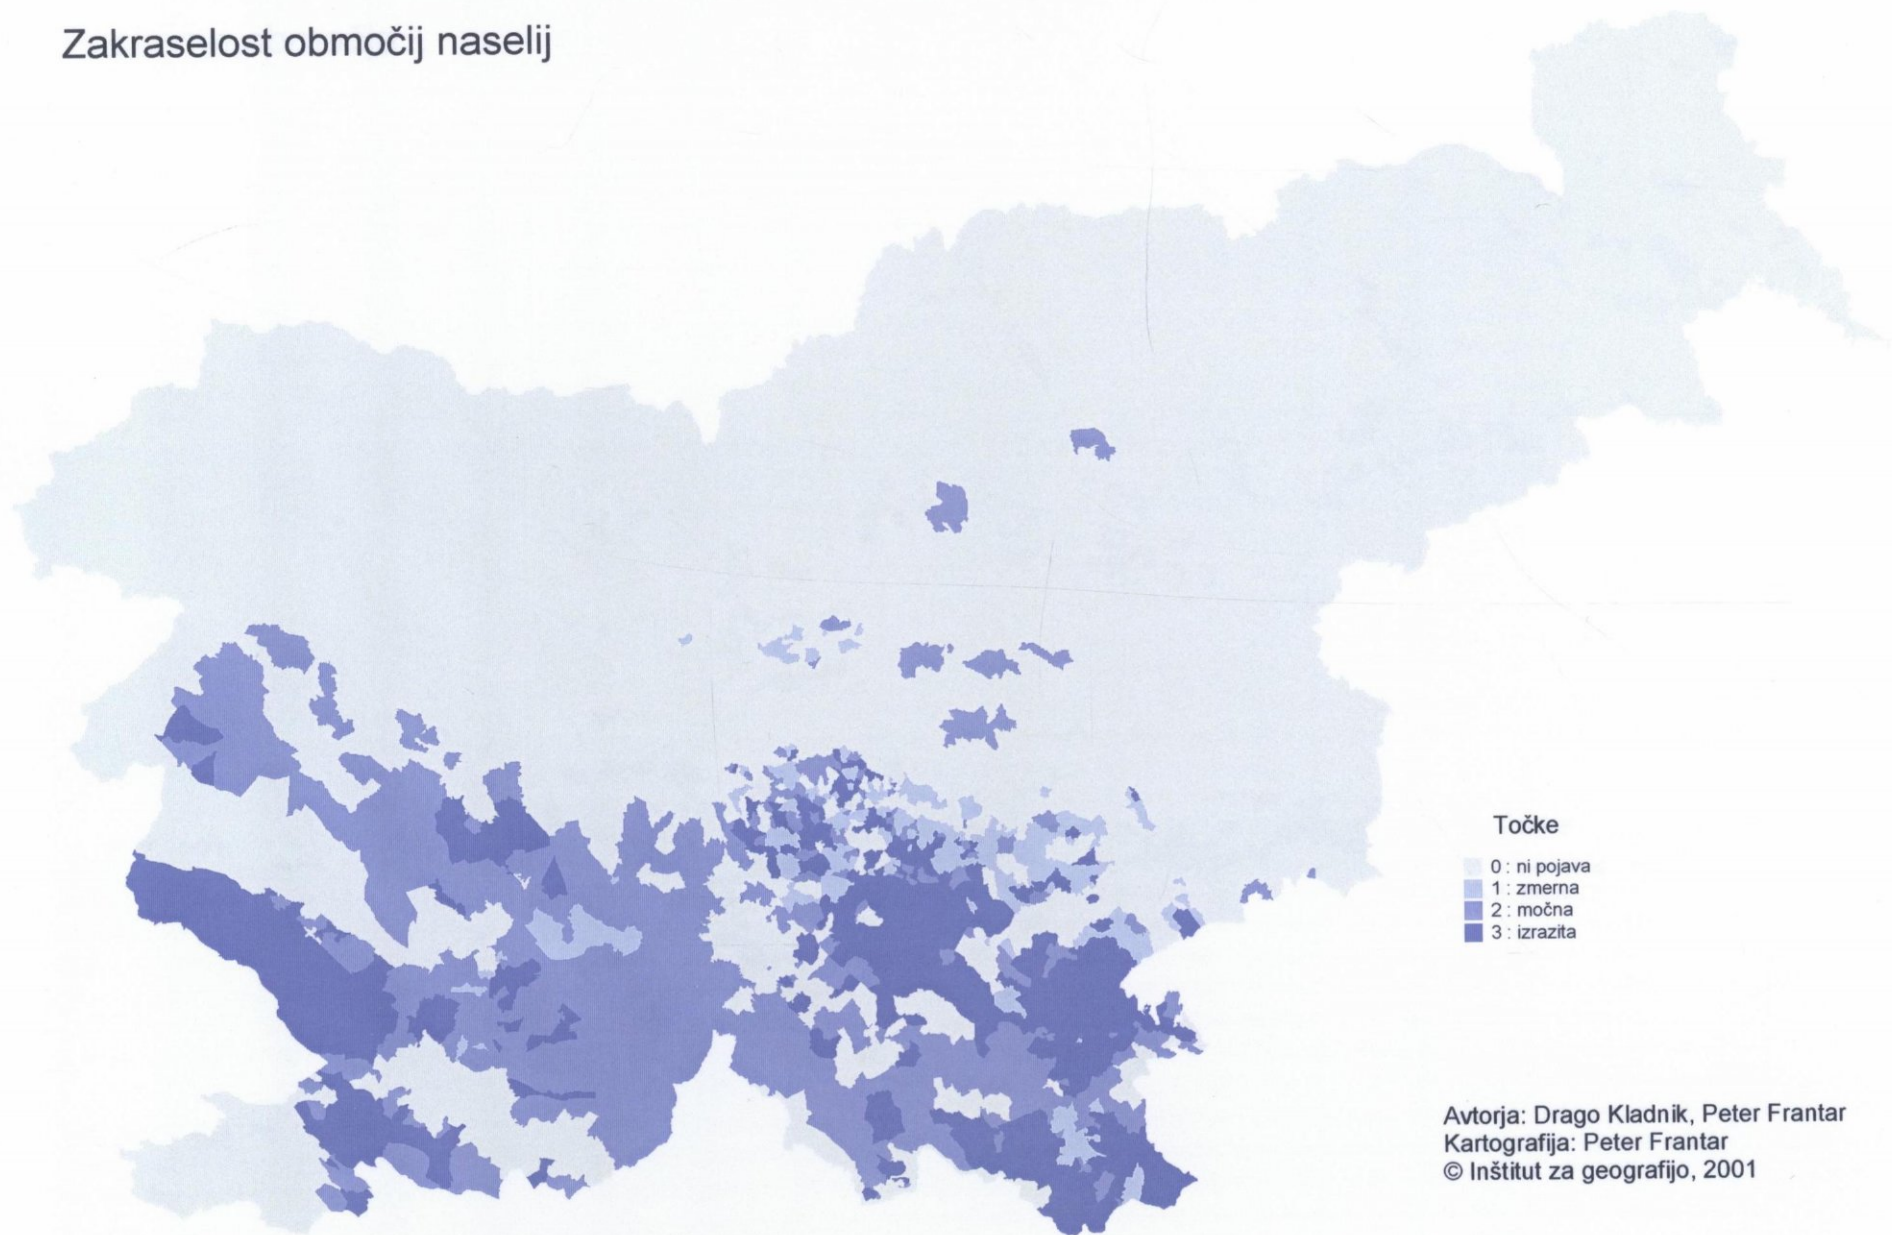 Zakraselost območij naselij
Točke
0 : ni pojava
1 : zmerna
2 : močna
3 : izrazita
Avtorja: Drago Kladnik, Peter Frantar
Kartografija: Peter Frantar
© Inštitut za geografijo, 2001